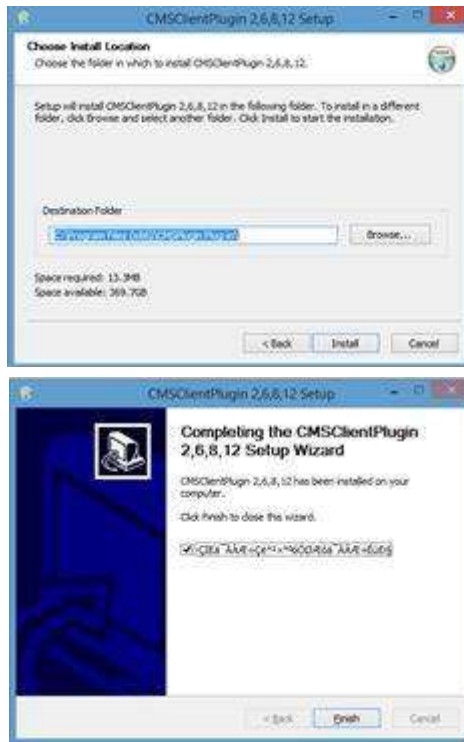 CMSClientPlugin 2,6,8,12 Setup
Choose Install Location
Choose the folder in which to install CMSClientPlugin 2,6,8,12.
Setup will install CMSClientPlugin 2,6,8,12 in the following folder. To install in a different
folder, click Browse and select another folder. Click Install to start the installation.
Destination Folder
Browse...
Space required: 13.3MB
Space available: 369.7GB
< Back Install Cancel
CMSClientPlugin 2,6,8,12 Setup
Completing the CMSClientPlugin
2,6,8,12 Setup Wizard
CMSClientPlugin 2,6,8,12 has been installed on your
computer.
Click Finish to close this wizard.
< Back Finish Cancel